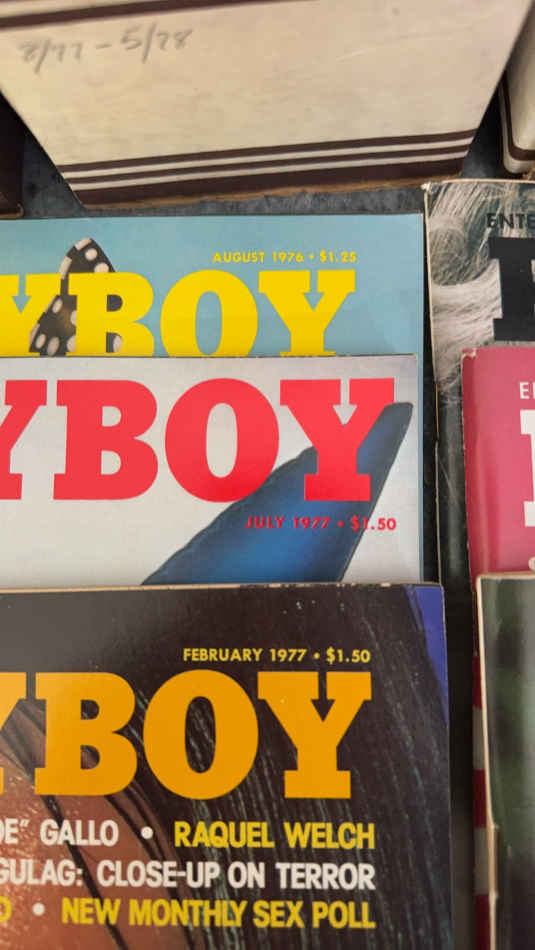 8/77 - 5/78
AUGUST 1976 • $1.25
YBOY
ENTE
YBOY
JULY 1977 • $1.50
FEBRUARY 1977 • $1.50
YBOY
OE" GALLO • RAQUEL WELCH
GULAG: CLOSE-UP ON TERROR
• NEW MONTHLY SEX POLL